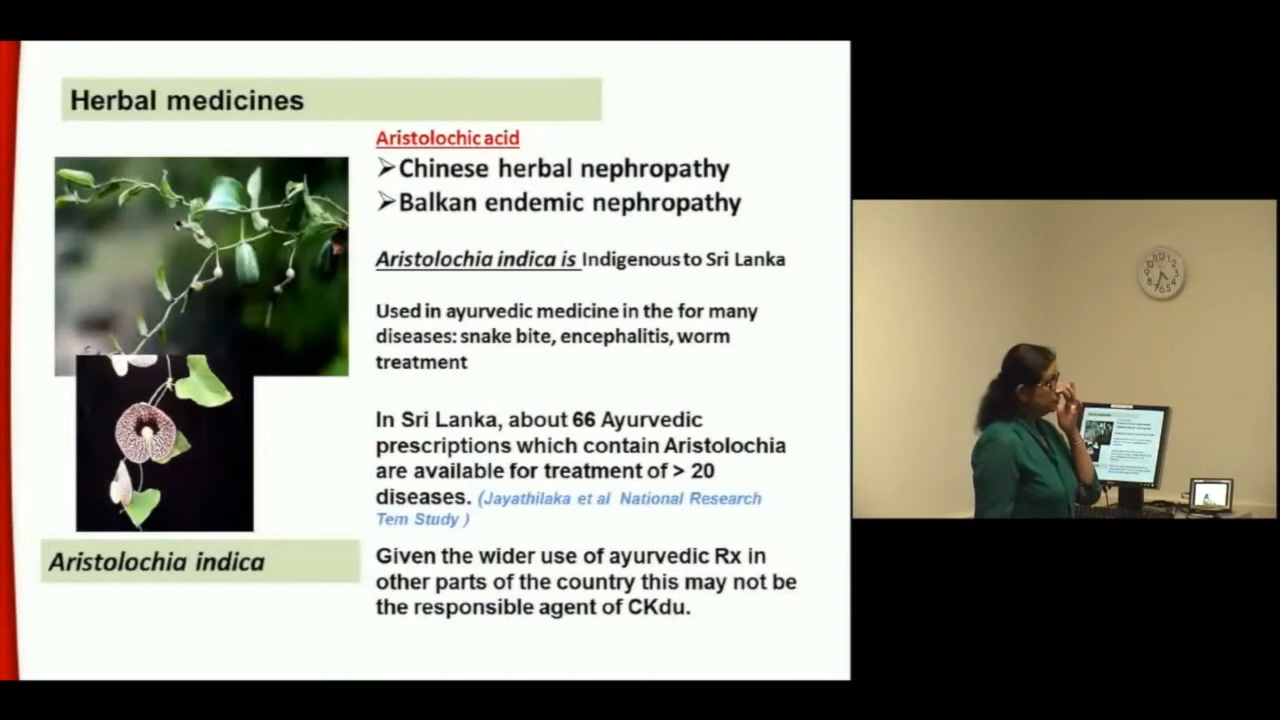 Herbal medicines
Aristolochic acid
➢Chinese herbal nephropathy
➢Balkan endemic nephropathy
Aristolochia indica is Indigenous to Sri Lanka
Used in ayurvedic medicine in the for many
diseases: snake bite, encephalitis, worm
treatment
In Sri Lanka, about 66 Ayurvedic
prescriptions which contain Aristolochia
are available for treatment of > 20
diseases. (Jayathilaka et al National Research
Tem Study )
Aristolochia indica
Given the wider use of ayurvedic Rx in
other parts of the country this may not be
the responsible agent of CKdu.